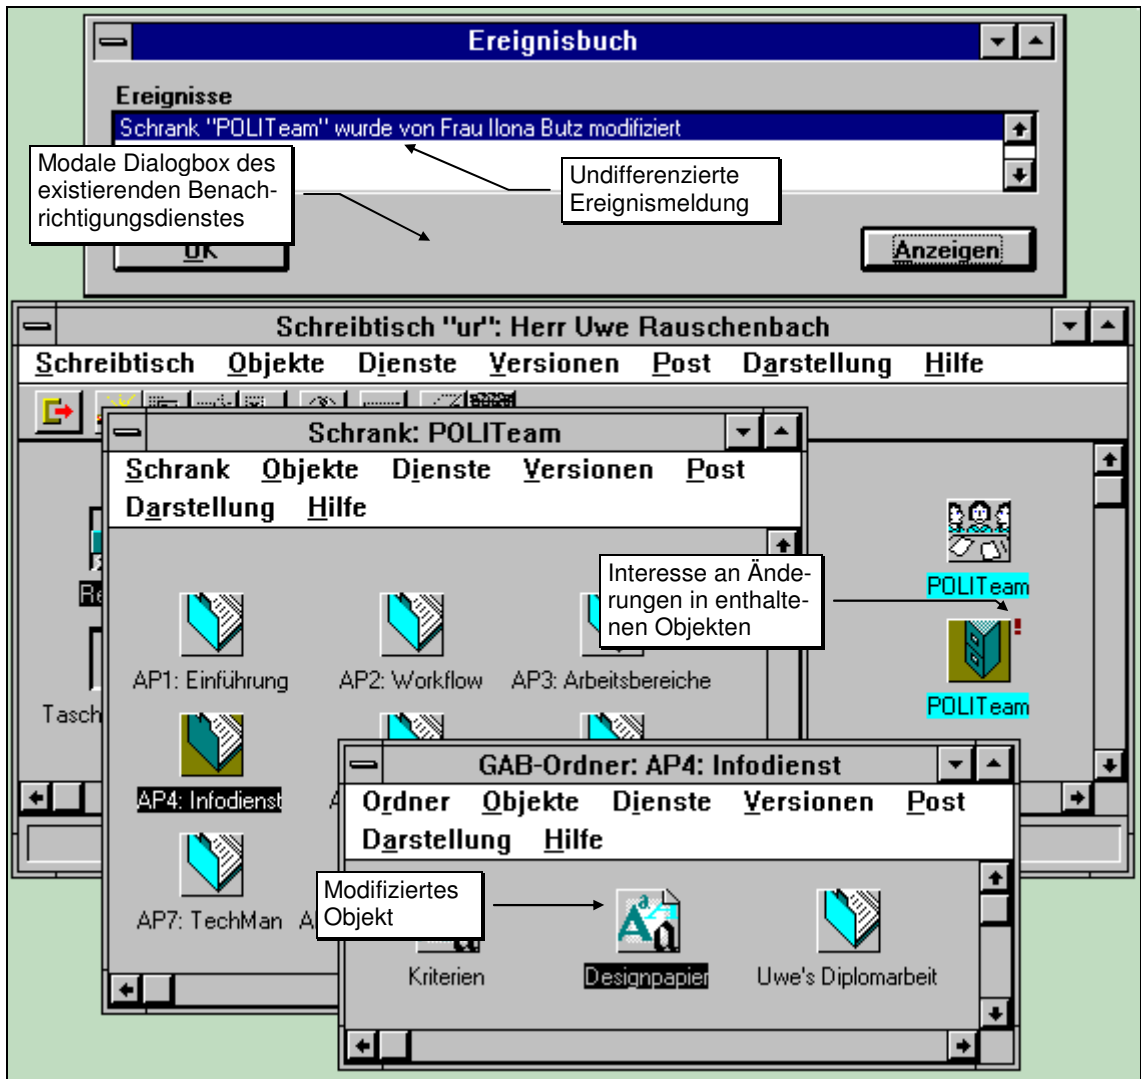 Ereignisbuch
Ereignisse
Schrank "POLITeam" wurde von Frau Ilona Butz modifiziert
Modale Dialogbox des
existierenden Benach-
richtigungsdienstes
Undifferenzierte
Ereignismeldung
OK
Anzeigen
Schreibtisch "ur": Herr Uwe Rauschenbach
Schreibtisch Objekte Dienste Versionen Post Darstellung Hilfe
Schrank: POLITeam
Schrank Objekte Dienste Versionen Post
Darstellung Hilfe
Interesse an Ände-
rungen in enthalte-
nen Objekten
POLITeam
Re
AP1: Einführung AP2: Workflow AP3: Arbeitsbereiche
!
POLITeam
Tasch
AP4: Infodienst
GAB-Ordner: AP4: Infodienst
Ordner Objekte Dienste Versionen Post
Darstellung Hilfe
Modifiziertes
Objekt
AP7: TechMan
Kriterien Designpapier Uwe's Diplomarbeit